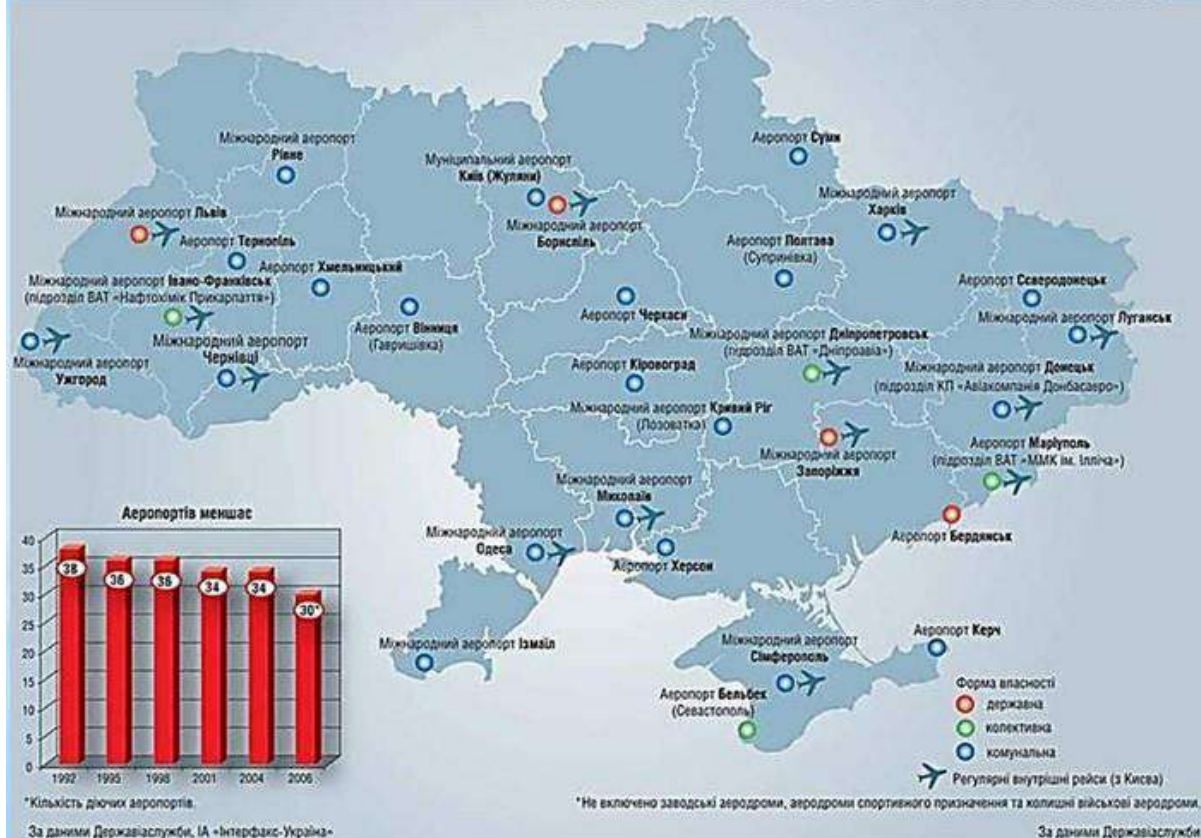 Аеропорт Суми
Міжнародний аеропорт
Рівне
Муніципальний аеропорт
Київ (Жуляни)
Міжнародний аеропорт
Бориспіль
Міжнародний аеропорт
Харків
Міжнародний аеропорт Львів
Аеропорт Тернопіль
Аеропорт Полтава
(Супринівка)
Міжнародний аеропорт Івано-Франківськ
(підрозділ ВАТ «Нафтохімік Прикарпаття»)
Аеропорт Хмельницький
Аеропорт Вінниця
(Гавришівка)
Аеропорт Черкаси
Аеропорт Сєверодонецьк
Міжнародний аеропорт Луганськ
Міжнародний аеропорт
Ужгород
Міжнародний аеропорт
Чернівці
Міжнародний аеропорт Дніпропетровськ
(підрозділ ВАТ «Дніпроавіа»)
Міжнародний аеропорт Донецьк
(підрозділ КП «Авіакомпанія Донбасаеро»)
Аеропорт Кіровоград
Міжнародний аеропорт Кривий Ріг
(Лозоватка)
Міжнародний аеропорт
Запоріжжя
Аеропорт Маріуполь
(підрозділ ВАТ «ММК ім. Ілліча»)
Аеропорт Бердянськ
Міжнародний аеропорт
Миколаїв
Міжнародний аеропорт
Одеса
Аеропорт Херсон
Міжнародний аеропорт Ізмаїл
Міжнародний аеропорт
Сімферополь
Аеропорт Керч
Аеропорт Бельбек
(Севастополь)
Аеропортів меншає
40
35
30
25
20
15
10
5
0
38
36
36
34
34
30*
1992 1995 1998 2001 2004 2006
Форма власності
державна
колективна
комунальна
Регулярні внутрішні рейси (з Києва)
*Кількість діючих аеропортів.
*Не включено заводські аеродроми, аеродроми спортивного призначення та колишні військові аеродроми.
За даними Державіаслужби, ІА «Інтерфакс-Україна»
За даними Державіаслужби